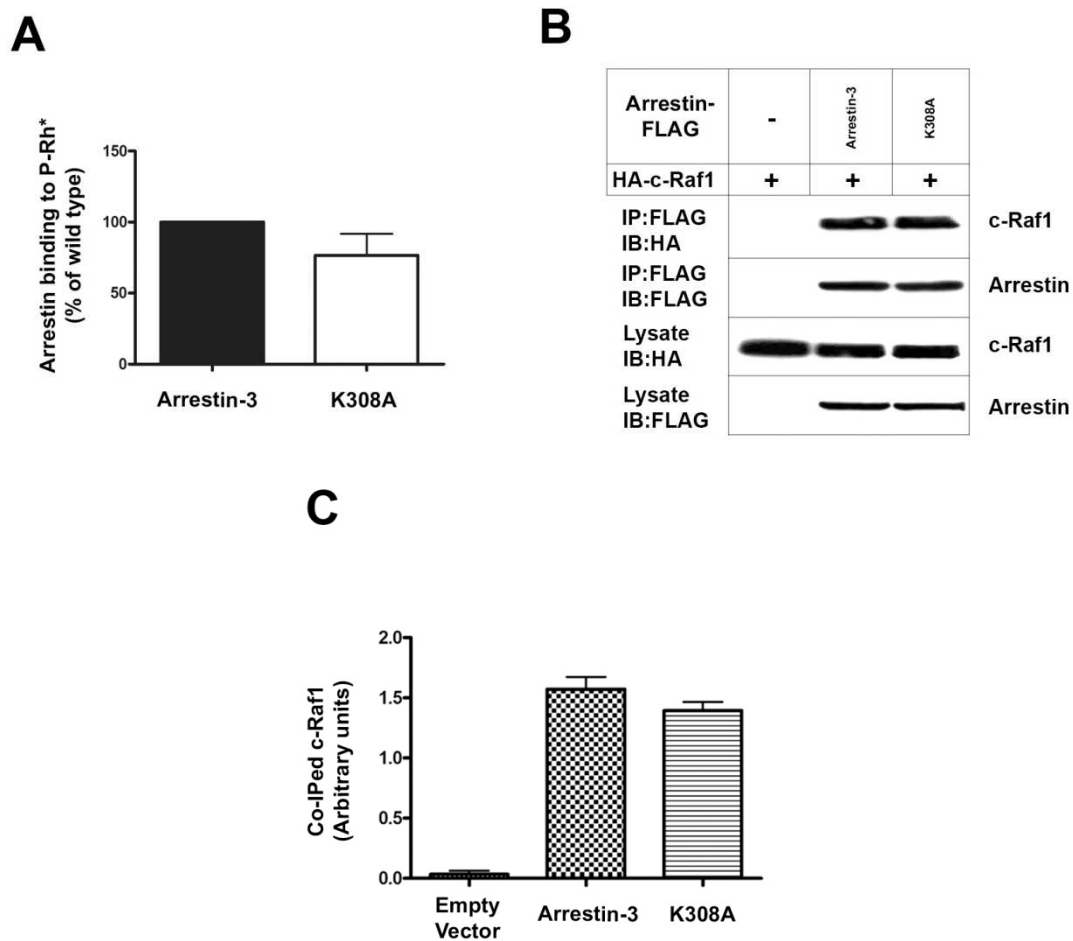 A
Arrestin binding to P-Rh*
(% of wild type)
150
100
50
0
Arrestin-3
K308A
B
Arrestin-
FLAG
-
Arrestin-3
K308A
HA-c-Raf1
+
+
+
IP:FLAG
IB:HA
c-Raf1
IP:FLAG
IB:FLAG
Arrestin
Lysate
IB:HA
c-Raf1
Lysate
IB:FLAG
Arrestin
C
Co-IPed c-Raf1
(Arbitrary units)
2.0
1.5
1.0
0.5
0.0
Empty
Vector
Arrestin-3
K308A